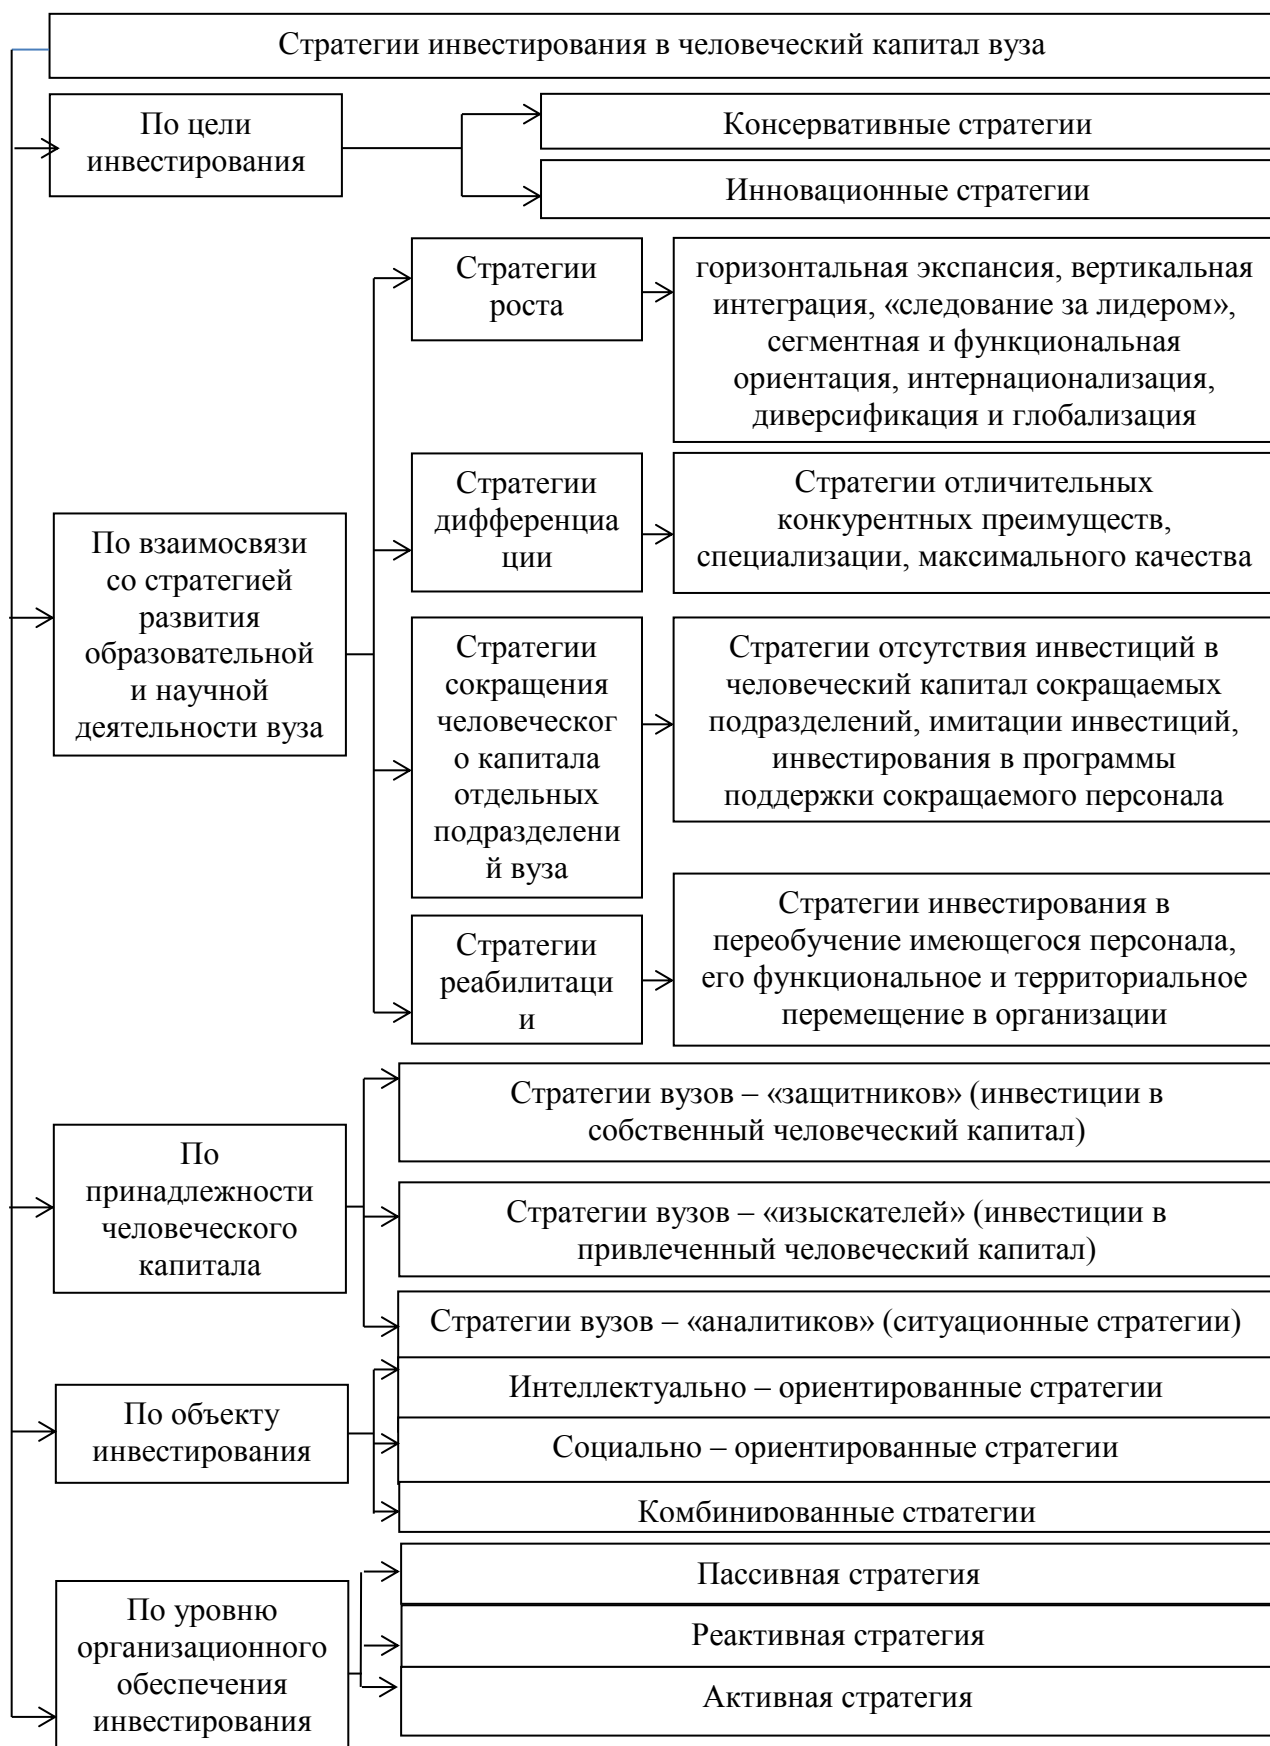 Стратегии инвестирования в человеческий капитал вуза
По цели
инвестирования
Консервативные стратегии
Инновационные стратегии
По взаимосвязи
со стратегией
развития
образовательной
и научной
деятельности вуза
Стратегии
роста
горизонтальная экспансия, вертикальная
интеграция, «следование за лидером»,
сегментная и функциональная
ориентация, интернационализация,
диверсификация и глобализация
Стратегии
дифференциа
ции
Стратегии отличительных
конкурентных преимуществ,
специализации, максимального качества
Стратегии
сокращения
человеческог
о капитала
отдельных
подразделени
й вуза
Стратегии отсутствия инвестиций в
человеческий капитал сокращаемых
подразделений, имитации инвестиций,
инвестирования в программы
поддержки сокращаемого персонала
Стратегии
реабилитаци
и
Стратегии инвестирования в
переобучение имеющегося персонала,
его функциональное и территориальное
перемещение в организации
По
принадлежности
человеческого
капитала
Стратегии вузов – «защитников» (инвестиции в
собственный человеческий капитал)
Стратегии вузов – «изыскателей» (инвестиции в
привлеченный человеческий капитал)
Стратегии вузов – «аналитиков» (ситуационные стратегии)
По объекту
инвестирования
Интеллектуально – ориентированные стратегии
Социально – ориентированные стратегии
Комбинированные стратегии
По уровню
организационного
обеспечения
инвестирования
Пассивная стратегия
Реактивная стратегия
Активная стратегия